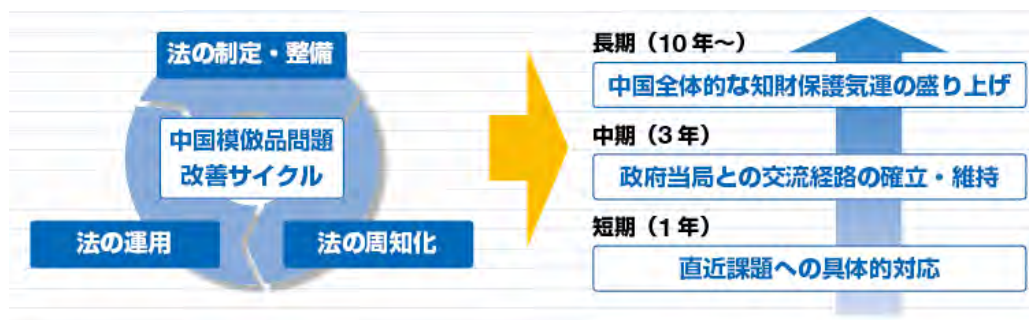 法の制定・整備
中国模倣品問題
改善サイクル
法の運用
法の周知化
長期（10年～）
中国全体的な知財保護気運の盛り上げ
中期（3年）
政府当局との交流経路の確立・維持
短期（1年）
直近課題への具体的対応